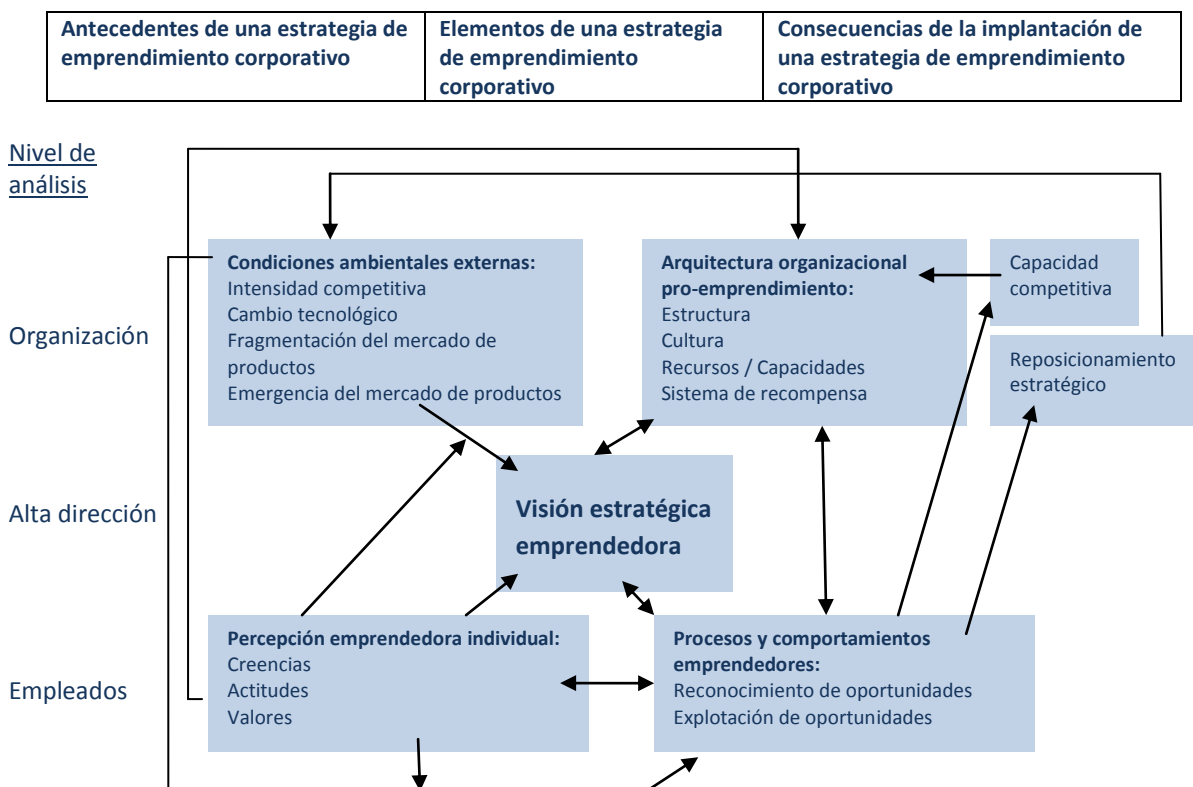 Antecedentes de una estrategia de
emprendimiento corporativo
Elementos de una estrategia
de emprendimiento
corporativo
Consecuencias de la implantación de
una estrategia de emprendimiento
corporativo
Nivel de
análisis
Organización
Condiciones ambientales externas:
Intensidad competitiva
Cambio tecnológico
Fragmentación del mercado de
productos
Emergencia del mercado de productos
Arquitectura organizacional
pro-emprendimiento:
Estructura
Cultura
Recursos / Capacidades
Sistema de recompensa
Capacidad
competitiva
Reposicionamiento
estratégico
Alta dirección
Visión estratégica
emprendedora
Empleados
Percepción emprendedora individual:
Creencias
Actitudes
Valores
Procesos y comportamientos
emprendedores:
Reconocimiento de oportunidades
Explotación de oportunidades